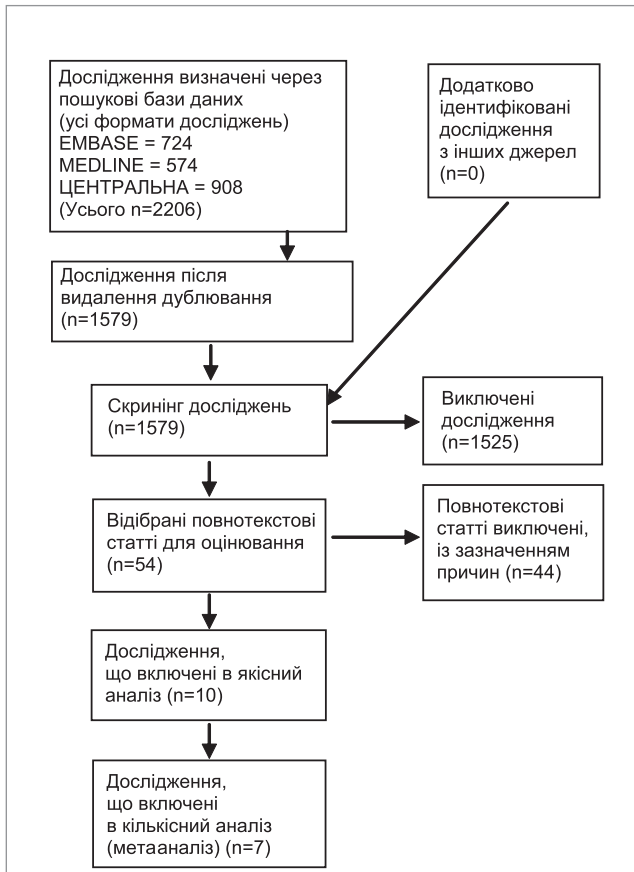 Дослідження визначені через
пошукові бази даних
(усі формати досліджень)
EMBASE = 724
MEDLINE = 574
ЦЕНТРАЛЬНА = 908
(Усього n=2206)
Додатково
ідентифіковані
дослідження
з інших джерел
(n=0)
Дослідження після
видалення дублювання
(n=1579)
Скринінг досліджень
(n=1579)
Виключені
дослідження
(n=1525)
Відібрані повнотекстові
статті для оцінювання
(n=54)
Повнотекстові
статті виключені,
із зазначенням
причин (n=44)
Дослідження,
що включені в якісний
аналіз (n=10)
Дослідження,
що включені
в кількісний аналіз
(метааналіз) (n=7)